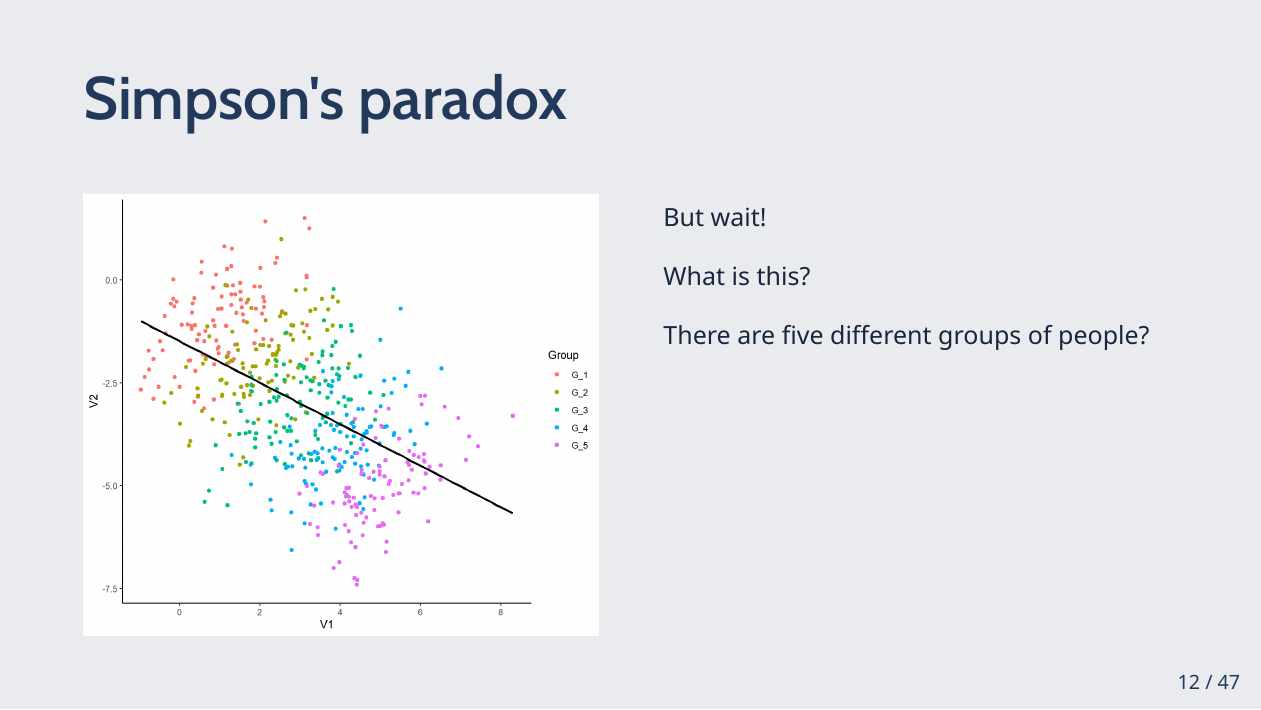 Simpson's paradox
But wait!
What is this?
There are five different groups of people?
0.0
-2.5
-5.0
-7.5
V2
0
2
4
6
8
V1
Group
G_1
G_2
G_3
G_4
G_5
12 / 47